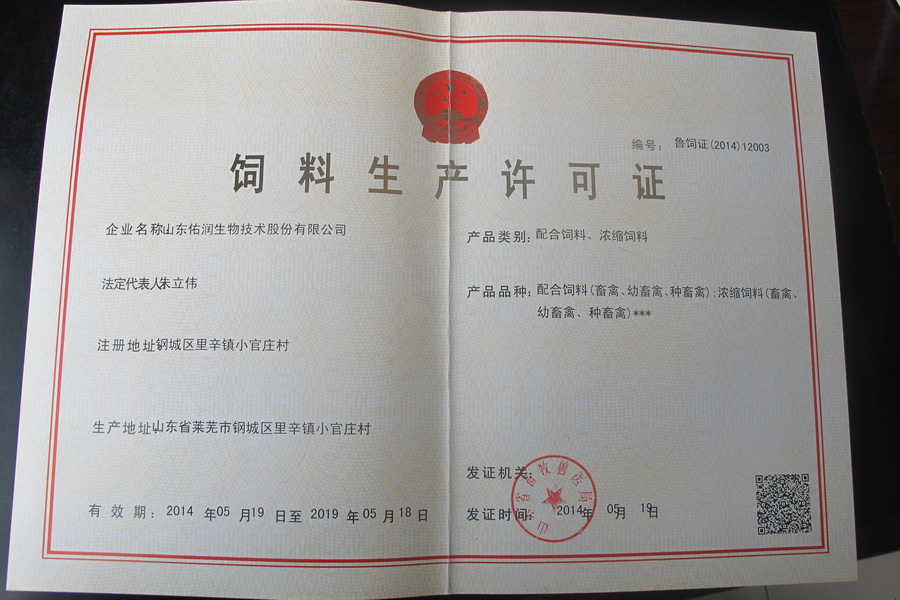 编号：鲁饲证(2014)12003
饲料生产许可证
企业名称山东佑润生物技术股份有限公司
法定代表人朱立伟
注册地址钢城区里辛镇小官庄村
生产地址山东省莱芜市钢城区里辛镇小官庄村
有效期：2014年05月19日至2019年05月18日
产品类别：配合饲料、浓缩饲料
产品品种：配合饲料(畜禽、幼畜禽、种畜禽);浓缩饲料(畜禽、
幼畜禽、种畜禽)***
发证机关：
山东省畜牧兽医局
发证时间：2014年05月19日